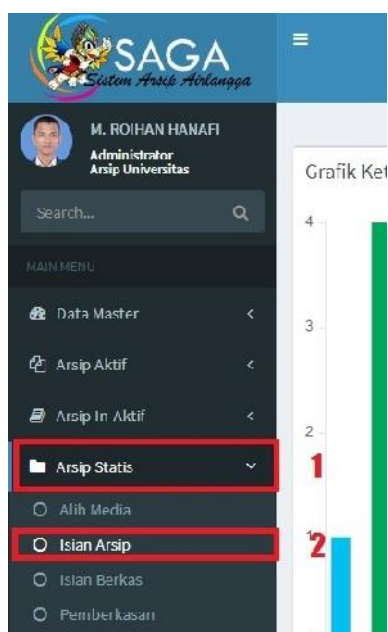 SAGA
Sistem Arsip Airlangga
M. ROIHAN HANAFI
Administrator
Arsip Universitas
Search...
MAIN MENU
Data Master
Arsip Aktif
Arsip In Aktif
Arsip Statis
Alih Media
Isian Arsip
Isian Berkas
Pemberkasan
Grafik Ket
4
3
2
1
1
2